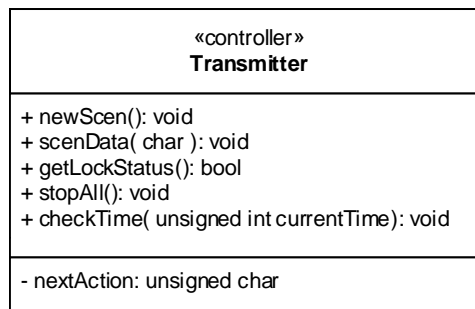 «controller»
Transmitter
+ newScen(): void
+ scenData( char ): void
+ getLockStatus(): bool
+ stopAll(): void
+ checkTime( unsigned int currentTime): void
- nextAction: unsigned char